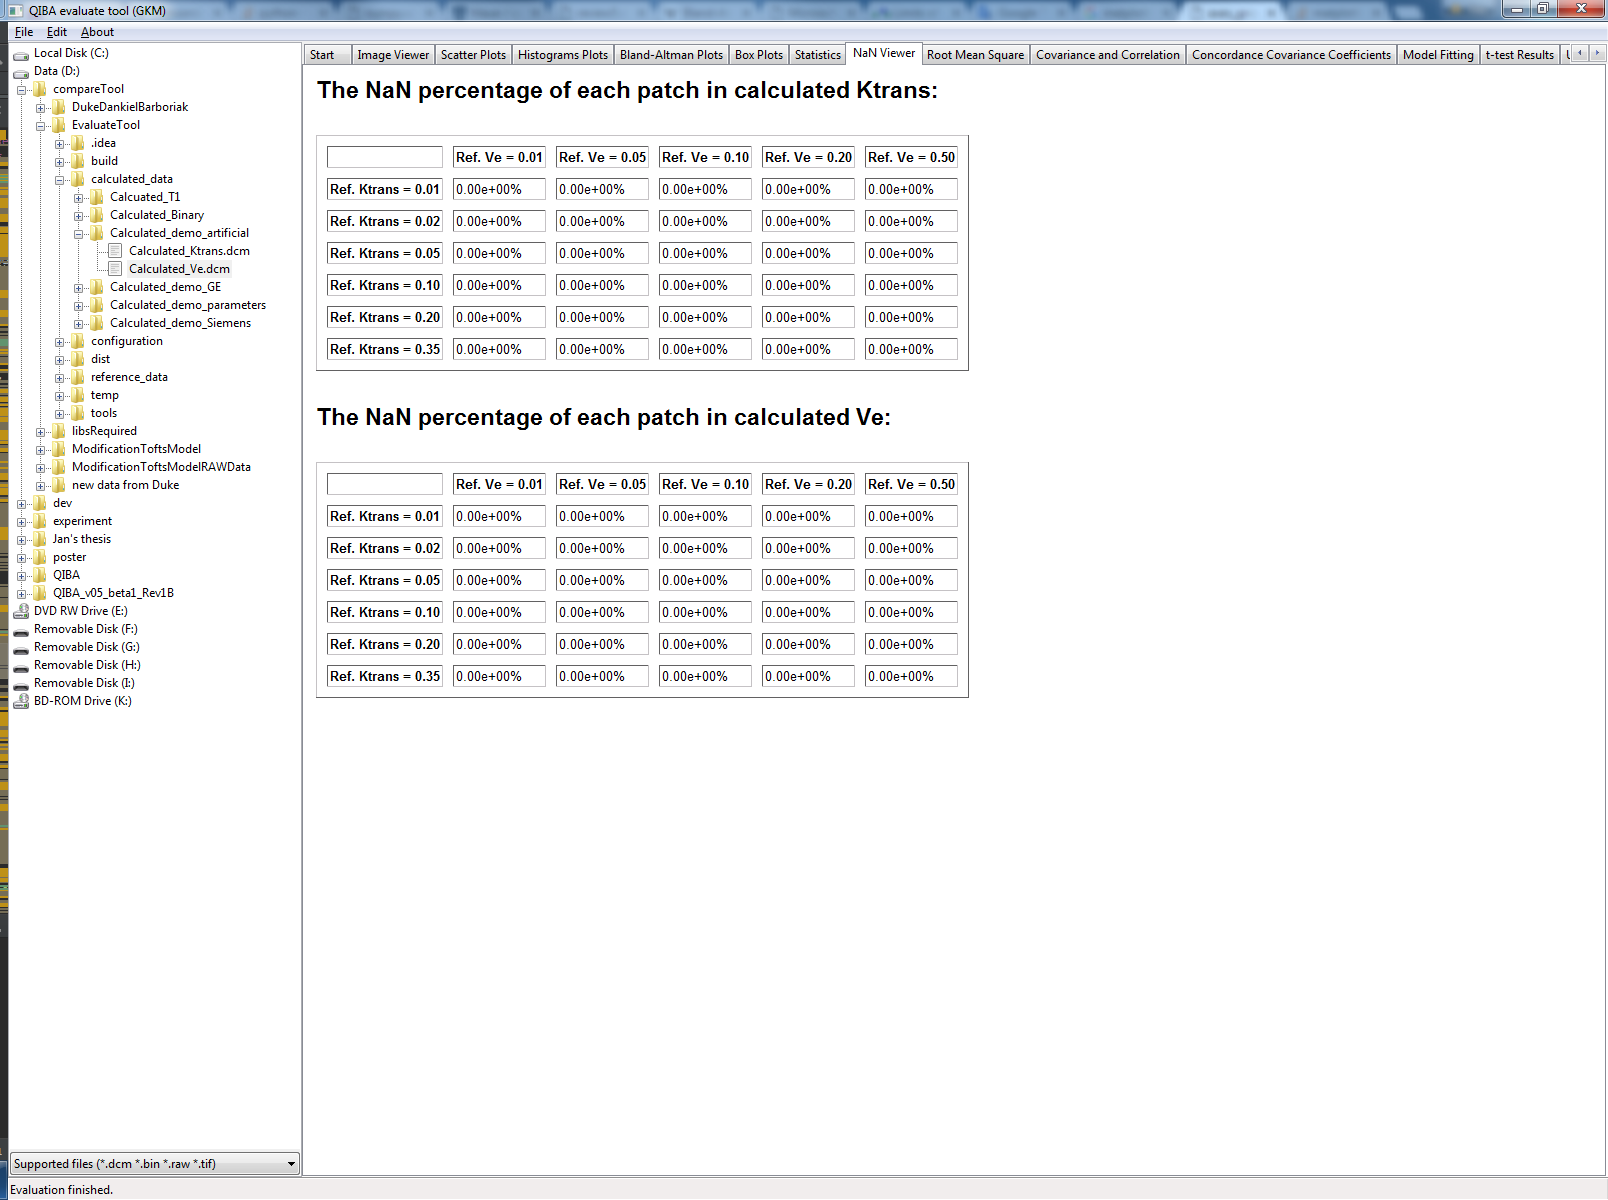 QIBA evaluate tool (GKM)
File Edit About
Local Disk (C:)
Data (D:)
compareTool
DukeDankielBarboriak
EvaluateTool
.idea
build
calculated_data
Calcuated_T1
Calculated_Binary
Calculated_demo_artificial
Calculated_Ktrans.dcm
Calculated_Ve.dcm
Calculated_demo_GE
Calculated_demo_parameters
Calculated_demo_Siemens
configuration
dist
reference_data
temp
tools
libsRequired
ModificationToftsModel
ModificationToftsModelRAWData
new data from Duke
dev
experiment
Jan's thesis
poster
QIBA
QIBA_v05_beta1_Rev1B
DVD RW Drive (E:)
Removable Disk (F:)
Removable Disk (G:)
Removable Disk (H:)
Removable Disk (I:)
BD-ROM Drive (K:)
Supported files (*.dcm *.bin *.raw *.tif)
Start Image Viewer Scatter Plots Histograms Plots Bland-Altman Plots Box Plots Statistics NaN Viewer Root Mean Square Covariance and Correlation Concordance Covariance Coefficients Model Fitting t-test Results
The NaN percentage of each patch in calculated Ktrans:
Ref. Ve = 0.01 Ref. Ve = 0.05 Ref. Ve = 0.10 Ref. Ve = 0.20 Ref. Ve = 0.50
Ref. Ktrans = 0.01 0.00e+00% 0.00e+00% 0.00e+00% 0.00e+00% 0.00e+00%
Ref. Ktrans = 0.02 0.00e+00% 0.00e+00% 0.00e+00% 0.00e+00% 0.00e+00%
Ref. Ktrans = 0.05 0.00e+00% 0.00e+00% 0.00e+00% 0.00e+00% 0.00e+00%
Ref. Ktrans = 0.10 0.00e+00% 0.00e+00% 0.00e+00% 0.00e+00% 0.00e+00%
Ref. Ktrans = 0.20 0.00e+00% 0.00e+00% 0.00e+00% 0.00e+00% 0.00e+00%
Ref. Ktrans = 0.35 0.00e+00% 0.00e+00% 0.00e+00% 0.00e+00% 0.00e+00%
The NaN percentage of each patch in calculated Ve:
Ref. Ve = 0.01 Ref. Ve = 0.05 Ref. Ve = 0.10 Ref. Ve = 0.20 Ref. Ve = 0.50
Ref. Ktrans = 0.01 0.00e+00% 0.00e+00% 0.00e+00% 0.00e+00% 0.00e+00%
Ref. Ktrans = 0.02 0.00e+00% 0.00e+00% 0.00e+00% 0.00e+00% 0.00e+00%
Ref. Ktrans = 0.05 0.00e+00% 0.00e+00% 0.00e+00% 0.00e+00% 0.00e+00%
Ref. Ktrans = 0.10 0.00e+00% 0.00e+00% 0.00e+00% 0.00e+00% 0.00e+00%
Ref. Ktrans = 0.20 0.00e+00% 0.00e+00% 0.00e+00% 0.00e+00% 0.00e+00%
Ref. Ktrans = 0.35 0.00e+00% 0.00e+00% 0.00e+00% 0.00e+00% 0.00e+00%
Evaluation finished.